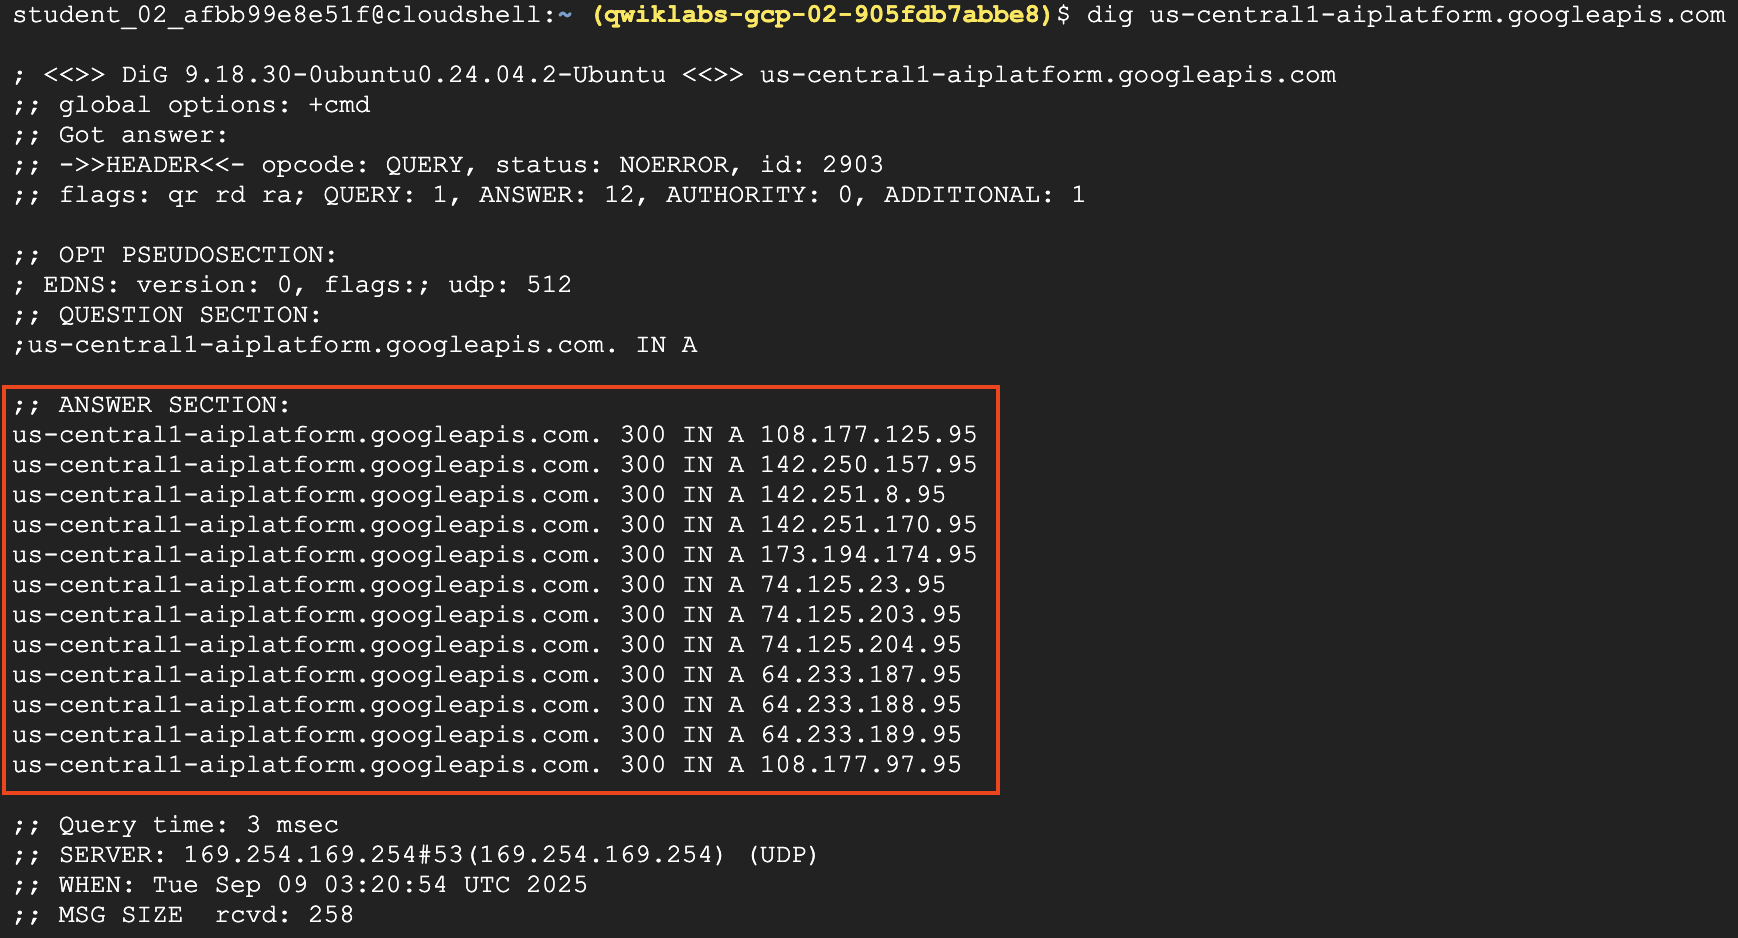 student_02_afbb99e8e51f@cloudshell:~ (qwiklabs-gcp-02-905fdb7abbe8)$ dig us-central1-aiplatform.googleapis.com
; <<>> DiG 9.18.30-0ubuntu0.24.04.2-Ubuntu <<>> us-central1-aiplatform.googleapis.com
;; global options: +cmd
;; Got answer:
;; ->>HEADER<<- opcode: QUERY, status: NOERROR, id: 2903
;; flags: qr rd ra; QUERY: 1, ANSWER: 12, AUTHORITY: 0, ADDITIONAL: 1
;; OPT PSEUDOSECTION:
; EDNS: version: 0, flags:; udp: 512
;; QUESTION SECTION:
;us-central1-aiplatform.googleapis.com. IN A
;; ANSWER SECTION:
us-central1-aiplatform.googleapis.com. 300 IN A 108.177.125.95
us-central1-aiplatform.googleapis.com. 300 IN A 142.250.157.95
us-central1-aiplatform.googleapis.com. 300 IN A 142.251.8.95
us-central1-aiplatform.googleapis.com. 300 IN A 142.251.170.95
us-central1-aiplatform.googleapis.com. 300 IN A 173.194.174.95
us-central1-aiplatform.googleapis.com. 300 IN A 74.125.23.95
us-central1-aiplatform.googleapis.com. 300 IN A 74.125.203.95
us-central1-aiplatform.googleapis.com. 300 IN A 74.125.204.95
us-central1-aiplatform.googleapis.com. 300 IN A 64.233.187.95
us-central1-aiplatform.googleapis.com. 300 IN A 64.233.188.95
us-central1-aiplatform.googleapis.com. 300 IN A 64.233.189.95
us-central1-aiplatform.googleapis.com. 300 IN A 108.177.97.95
;; Query time: 3 msec
;; SERVER: 169.254.169.254#53(169.254.169.254) (UDP)
;; WHEN: Tue Sep 09 03:20:54 UTC 2025
;; MSG SIZE  rcvd: 258